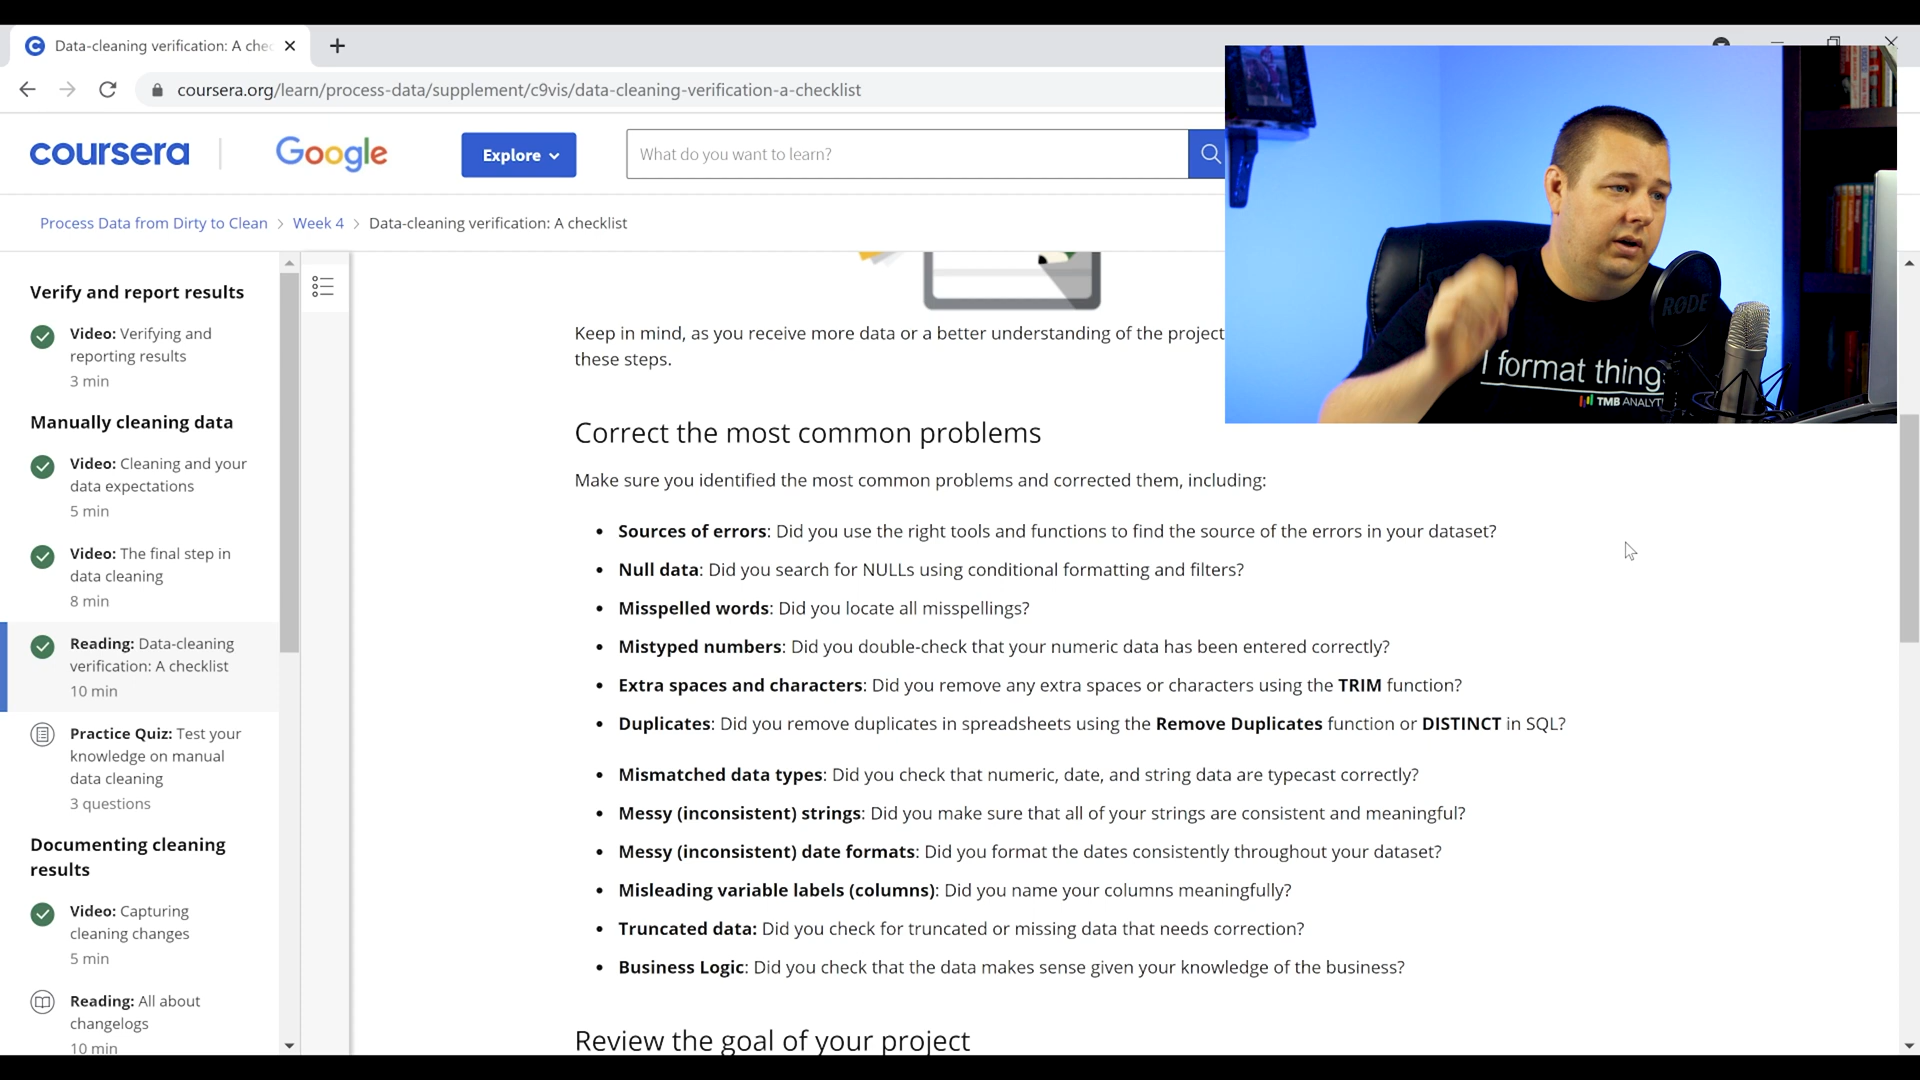 Data-cleaning verification: A che
coursera.org/learn/process-data/supplement/c9vis/data-cleaning-verification-a-checklist
coursera
Google
Explore
What do you want to learn?
Process Data from Dirty to Clean > Week 4 > Data-cleaning verification: A checklist
Verify and report results
Video: Verifying and
reporting results
3 min
Manually cleaning data
Video: Cleaning and your
data expectations
5 min
Video: The final step in
data cleaning
8 min
Reading: Data-cleaning
verification: A checklist
10 min
Practice Quiz: Test your
knowledge on manual
data cleaning
3 questions
Documenting cleaning
results
Video: Capturing
cleaning changes
5 min
Reading: All about
changelogs
10 min
Keep in mind, as you receive more data or a better understanding of the project
these steps.
Correct the most common problems
Make sure you identified the most common problems and corrected them, including:
• Sources of errors: Did you use the right tools and functions to find the source of the errors in your dataset?
• Null data: Did you search for NULLs using conditional formatting and filters?
• Misspelled words: Did you locate all misspellings?
• Mistyped numbers: Did you double-check that your numeric data has been entered correctly?
• Extra spaces and characters: Did you remove any extra spaces or characters using the TRIM function?
• Duplicates: Did you remove duplicates in spreadsheets using the Remove Duplicates function or DISTINCT in SQL?
• Mismatched data types: Did you check that numeric, date, and string data are typecast correctly?
• Messy (inconsistent) strings: Did you make sure that all of your strings are consistent and meaningful?
• Messy (inconsistent) date formats: Did you format the dates consistently throughout your dataset?
• Misleading variable labels (columns): Did you name your columns meaningfully?
• Truncated data: Did you check for truncated or missing data that needs correction?
• Business Logic: Did you check that the data makes sense given your knowledge of the business?
Review the goal of your project
RODE
I format thing
TMB ANALYT